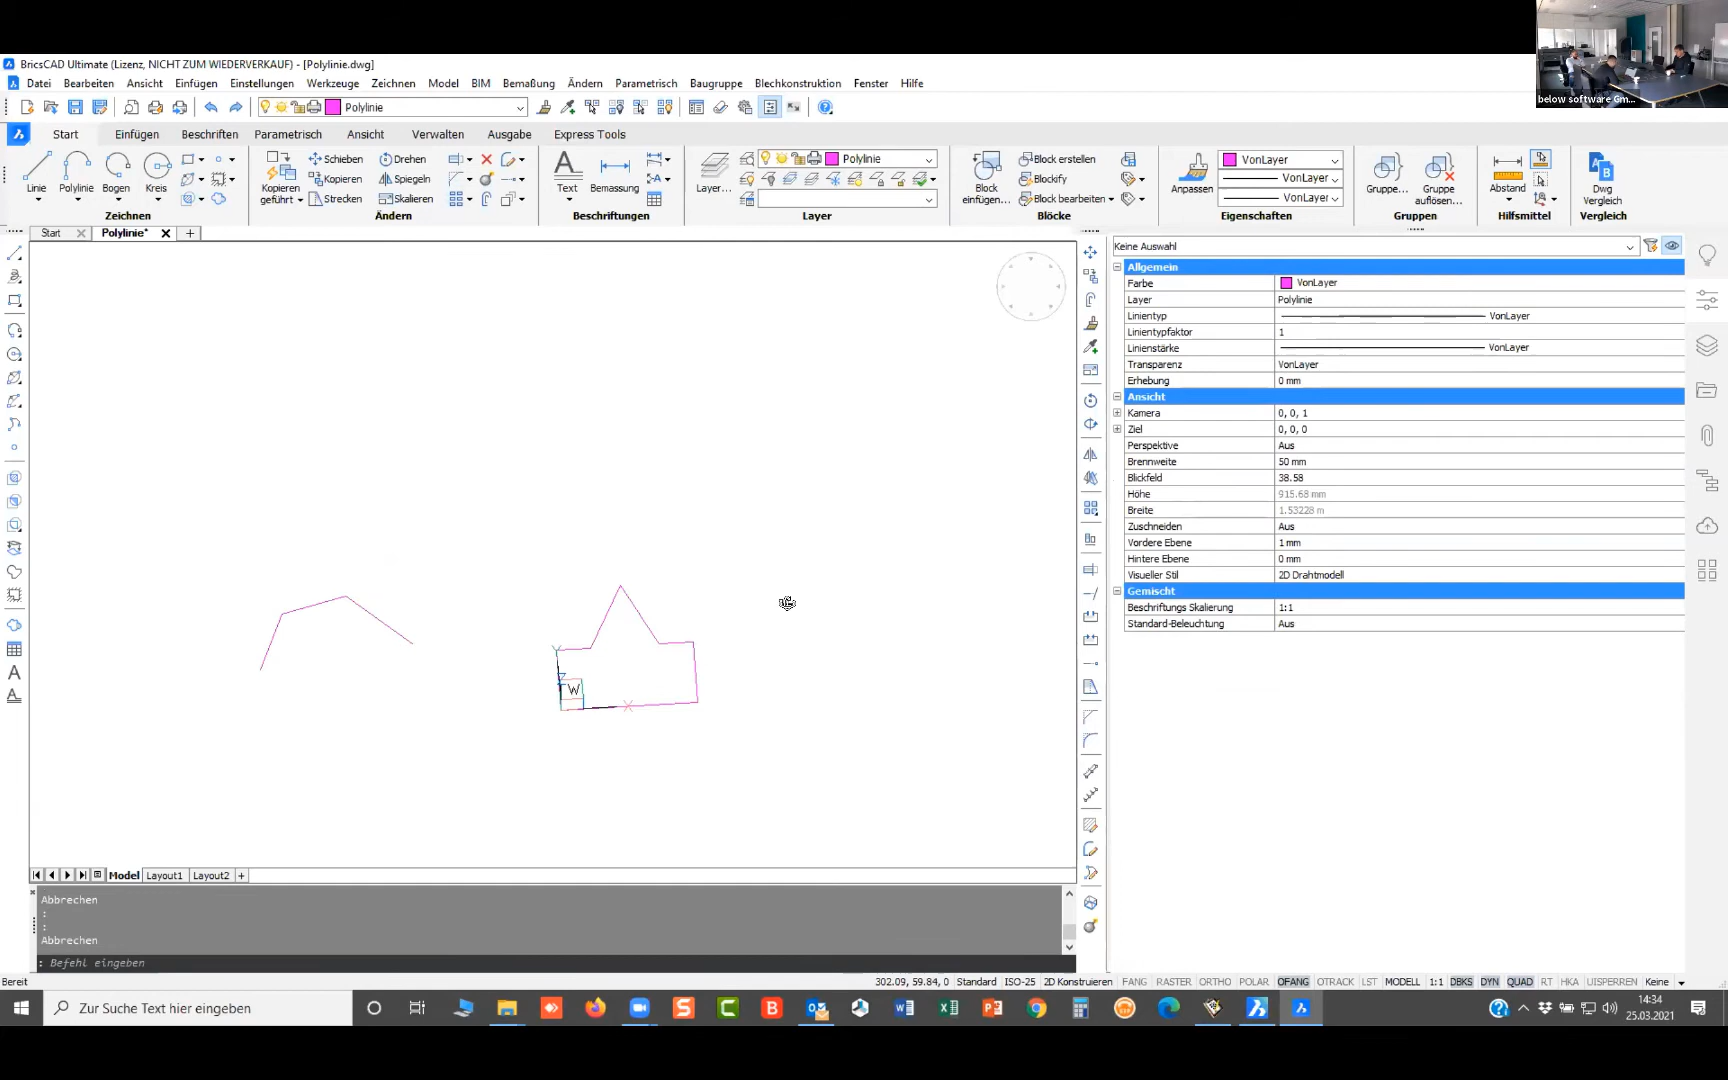 below software Gm...
BricsCAD Ultimate (Lizenz, NICHT ZUM WIEDERVERKAUF) - [Polylinie.dwg]
Datei Bearbeiten Ansicht Einfügen Einstellungen Werkzeuge Zeichnen Model BIM Bemaßung Ändern Parametrisch Baugruppe Blechkonstruktion Fenster Hilfe
Polylinie
Start Einfügen Beschriften Parametrisch Ansicht Verwalten Ausgabe Express Tools
Linie Polylinie Bogen Kreis
Zeichnen
Kopieren geführt
Schieben Drehen
Kopieren Spiegeln
Strecken Skalieren
Ändern
Text Bemassung
Beschriftungen
Layer...
Polylinie
Layer
Block einfügen...
Block erstellen
Blockify
Block bearbeiten
Blöcke
Anpassen
VonLayer
VonLayer
VonLayer
Eigenschaften
Gruppe... Gruppe auflösen...
Gruppen
Abstand
Hilfsmittel
Dwg Vergleich
Vergleich
Start Polylinie*
Keine Auswahl
Allgemein
Farbe VonLayer
Layer Polylinie
Linientyp VonLayer
Linientypfaktor 1
Linienstärke VonLayer
Transparenz VonLayer
Erhebung 0 mm
Ansicht
Kamera 0, 0, 1
Ziel 0, 0, 0
Perspektive Aus
Brennweite 50 mm
Blickfeld 38.58
Höhe 915.68 mm
Breite 1.53228 m
Zuschneiden Aus
Vordere Ebene 1 mm
Hintere Ebene 0 mm
Visueller Stil 2D Drahtmodell
Gemischt
Beschriftungs Skalierung 1:1
Standard-Beleuchtung Aus
Y
Z
W
X
Model Layout1 Layout2 +
Abbrechen
:
:
Abbrechen
: Befehl eingeben
Bereit
302.09, 59.84, 0 Standard ISO-25 2D Konstruieren FANG RASTER ORTHO POLAR OFANG OTRACK LST MODELL 1:1 DBKS DYN QUAD RT HKA UISPERREN Keine
Zur Suche Text hier eingeben
14:34
25.03.2021